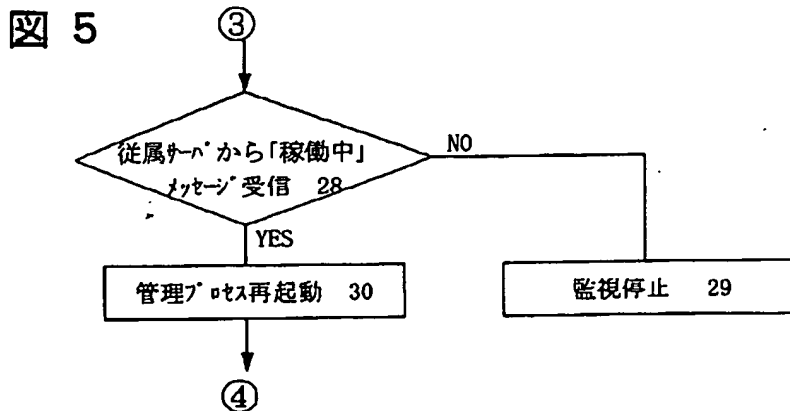 図 5
③
従属サーバから「稼働中」
メッセージ受信 28
NO
YES
管理プロセス再起動 30
監視停止 29
④